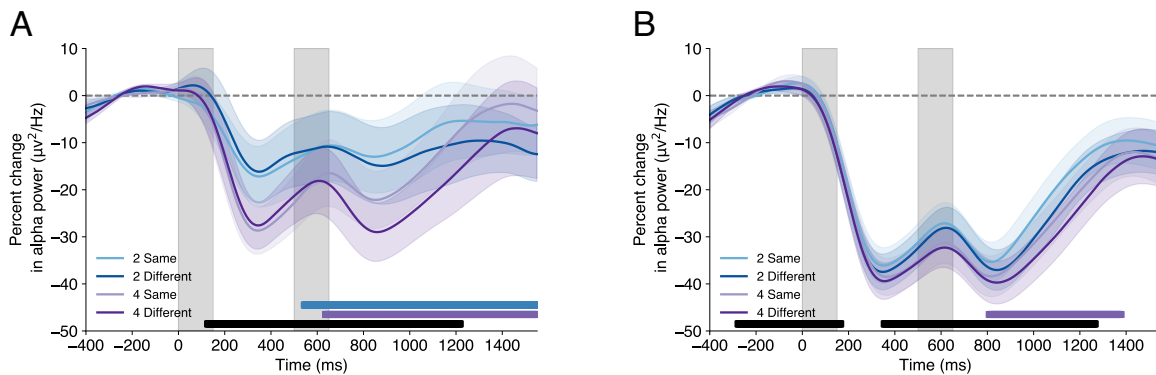 A
Percent change
in alpha power (μv²/Hz)
10
0
−10
−20
−30
−40
−50
2 Same
2 Different
4 Same
4 Different
−400 −200 0 200 400 600 800 1000 1200 1400
Time (ms)
B
Percent change
in alpha power (μv²/Hz)
10
0
−10
−20
−30
−40
−50
2 Same
2 Different
4 Same
4 Different
−400 −200 0 200 400 600 800 1000 1200 1400
Time (ms)